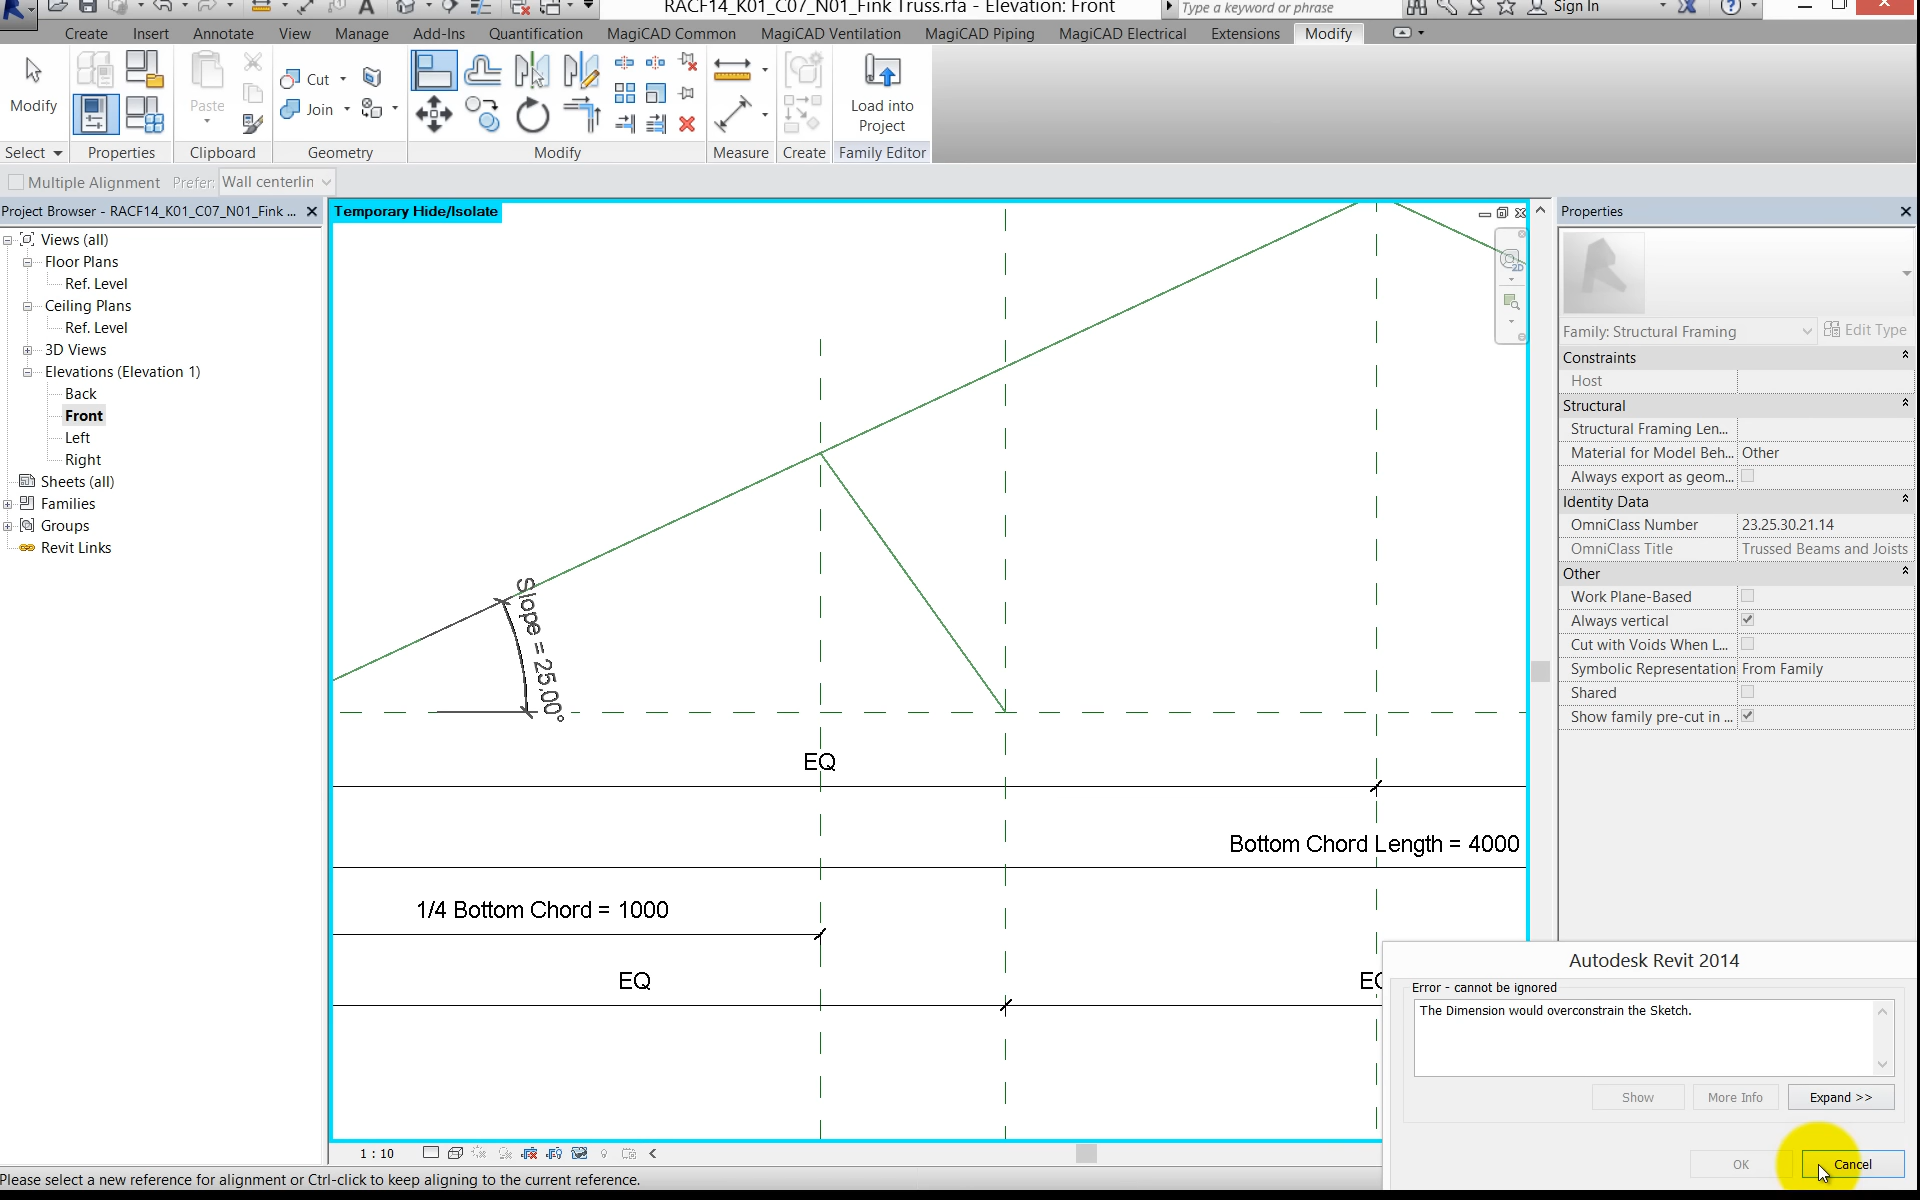 RACF14_K01_C07_N01_Fink Truss.rfa - Elevation: Front
Type a keyword or phrase
Sign In
Create Insert Annotate View Manage Add-Ins Quantification MagiCAD Common MagiCAD Ventilation MagiCAD Piping MagiCAD Electrical Extensions Modify
Modify
Paste
Cut
Join
Load into
Project
Select Properties Clipboard Geometry Modify Measure Create Family Editor
Multiple Alignment Prefer: Wall centerlin
Project Browser - RACF14_K01_C07_N01_Fink ...
Views (all)
Floor Plans
Ref. Level
Ceiling Plans
Ref. Level
3D Views
Elevations (Elevation 1)
Back
Front
Left
Right
Sheets (all)
Families
Groups
Revit Links
Temporary Hide/Isolate
2D
Slope = 25.00°
EQ
Bottom Chord Length = 4000
1/4 Bottom Chord = 1000
EQ
EQ
1 : 10
Properties
Family: Structural Framing Edit Type
Constraints
Host
Structural
Structural Framing Len...
Material for Model Beh... Other
Always export as geom...
Identity Data
OmniClass Number 23.25.30.21.14
OmniClass Title Trussed Beams and Joists
Other
Work Plane-Based
Always vertical
Cut with Voids When L...
Symbolic Representation From Family
Shared
Show family pre-cut in ...
Autodesk Revit 2014
Error - cannot be ignored
The Dimension would overconstrain the Sketch.
Show More Info Expand >>
OK Cancel
Please select a new reference for alignment or Ctrl-click to keep aligning to the current reference.